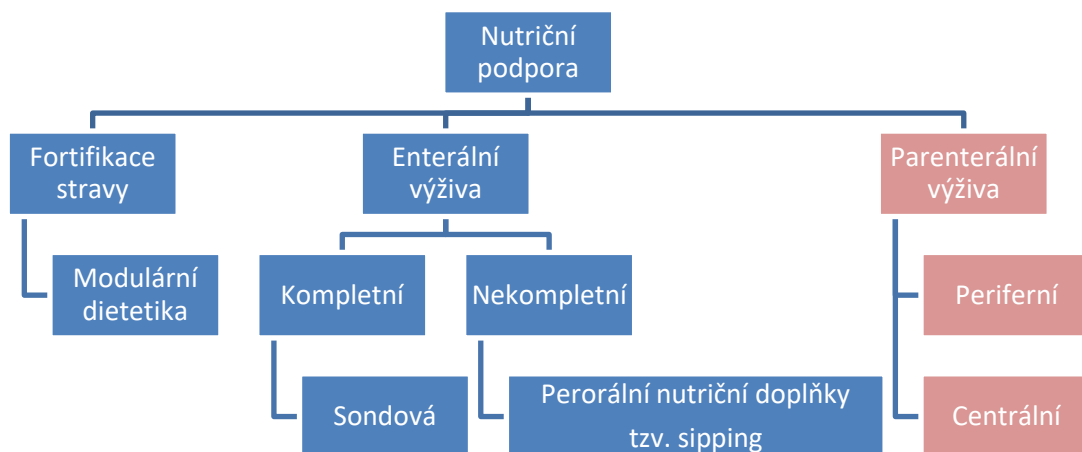 Nutriční
podpora
Fortifikace
stravy
Enterální
výživa
Parenterální
výživa
Modulární
dietetika
Kompletní
Nekompletní
Periferní
Sondová
Perorální nutriční doplňky
tzv. sipping
Centrální